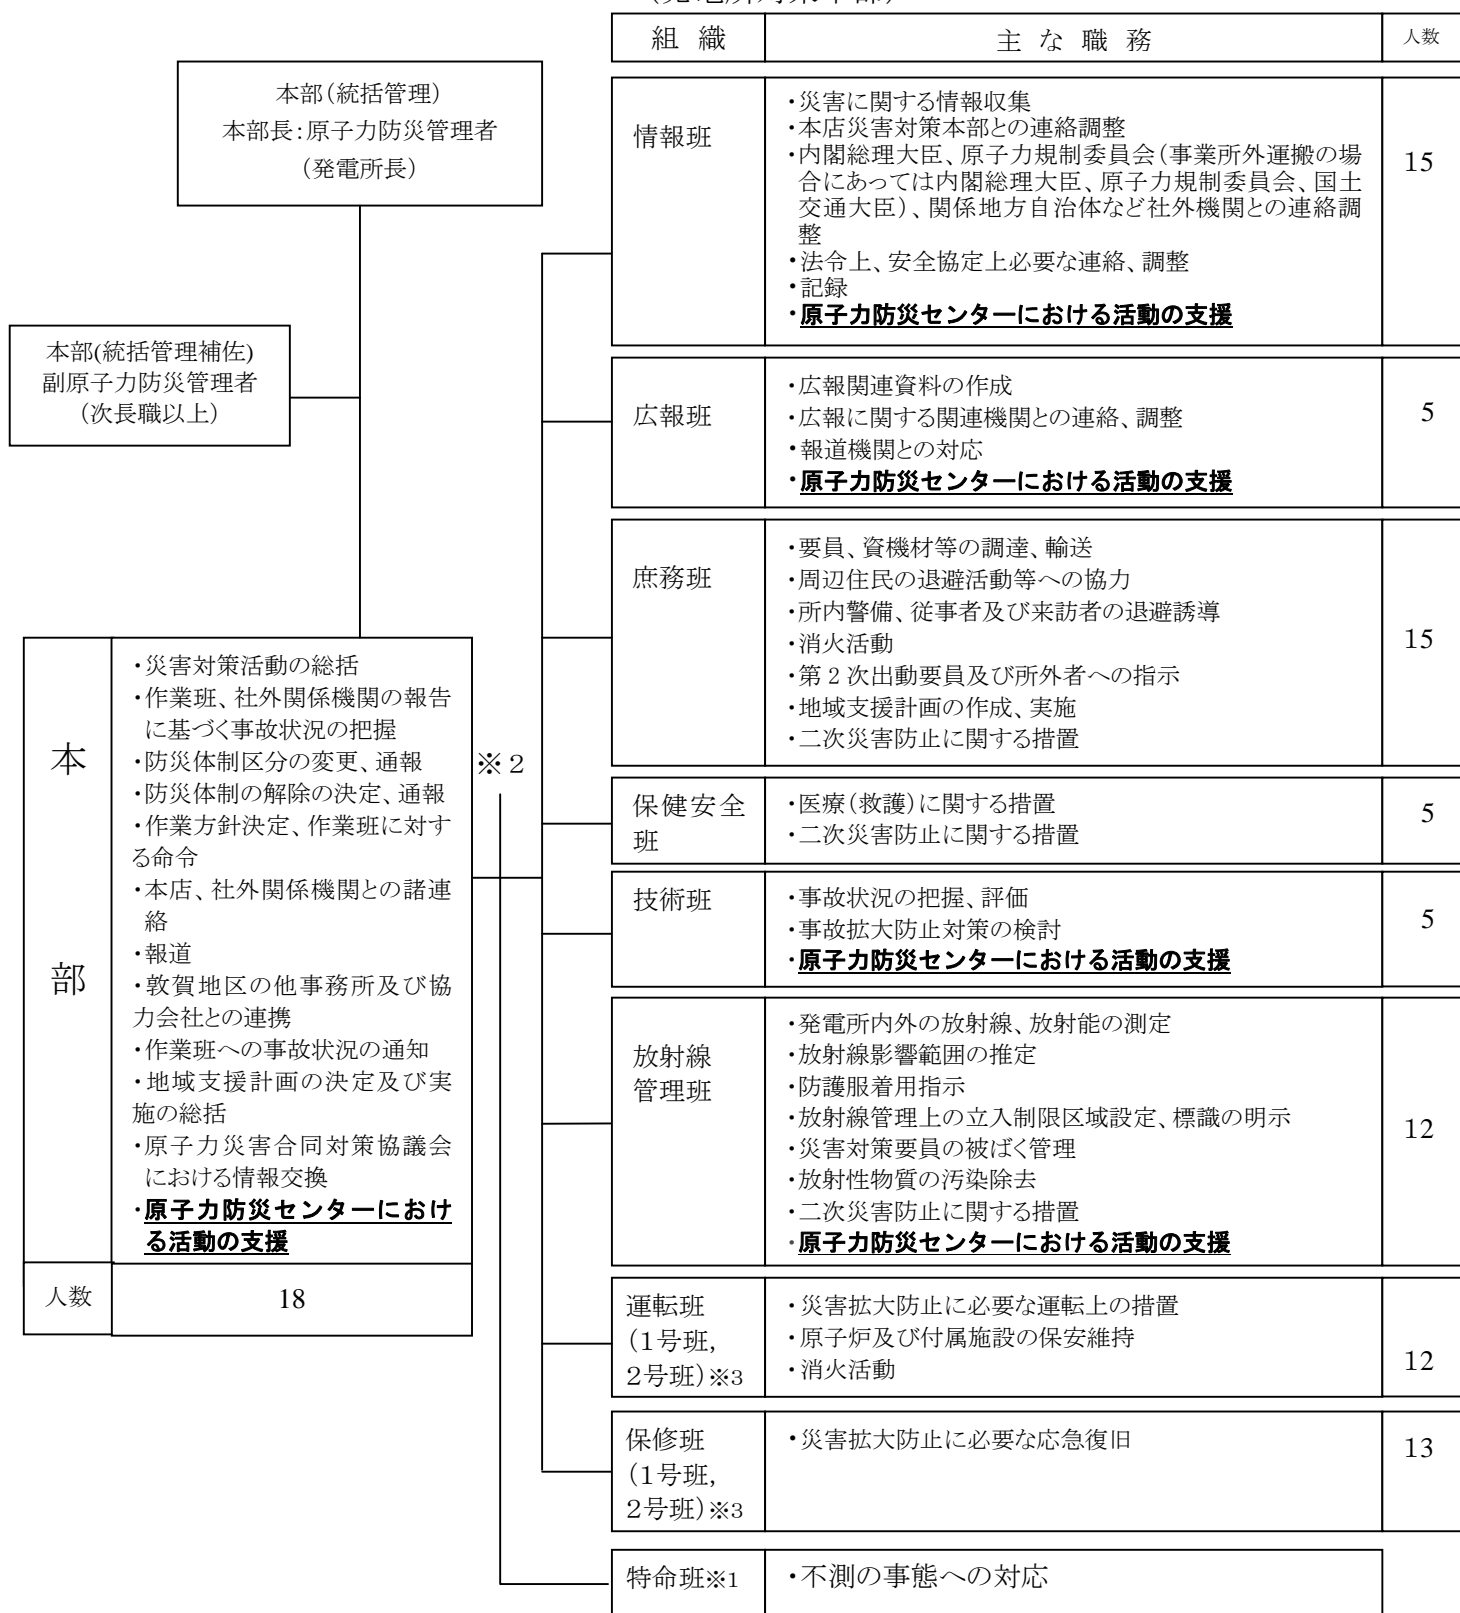 (発電所対策本部)
組 織
主 な 職 務
人数
本部(統括管理)
本部長:原子力防災管理者
(発電所長)
本部(統括管理補佐)
副原子力防災管理者
(次長職以上)
本
部
・災害対策活動の総括
・作業班、社外関係機関の報告
に基づく事故状況の把握
・防災体制区分の変更、通報
・防災体制の解除の決定、通報
・作業方針決定、作業班に対す
る命令
・本店、社外関係機関との諸連
絡
・報道
・敦賀地区の他事務所及び協
力会社との連携
・作業班への事故状況の通知
・地域支援計画の決定及び実
施の総括
・原子力災害合同対策協議会
における情報交換
・原子力防災センターにおけ
る活動の支援
人数
18
※2
情報班
・災害に関する情報収集
・本店災害対策本部との連絡調整
・内閣総理大臣、原子力規制委員会(事業所外運搬の場
合にあっては内閣総理大臣、原子力規制委員会、国土
交通大臣)、関係地方自治体など社外機関との連絡調
整
・法令上、安全協定上必要な連絡、調整
・記録
・原子力防災センターにおける活動の支援
15
広報班
・広報関連資料の作成
・広報に関する関連機関との連絡、調整
・報道機関との対応
・原子力防災センターにおける活動の支援
5
庶務班
・要員、資機材等の調達、輸送
・周辺住民の退避活動等への協力
・所内警備、従事者及び来訪者の退避誘導
・消火活動
・第2次出動要員及び所外者への指示
・地域支援計画の作成、実施
・二次災害防止に関する措置
15
保健安全
班
・医療(救護)に関する措置
・二次災害防止に関する措置
5
技術班
・事故状況の把握、評価
・事故拡大防止対策の検討
・原子力防災センターにおける活動の支援
5
放射線
管理班
・発電所内外の放射線、放射能の測定
・放射線影響範囲の推定
・防護服着用指示
・放射線管理上の立入制限区域設定、標識の明示
・災害対策要員の被ばく管理
・放射性物質の汚染除去
・二次災害防止に関する措置
・原子力防災センターにおける活動の支援
12
運転班
(1号班,
2号班)※3
・災害拡大防止に必要な運転上の措置
・原子炉及び付属施設の保安維持
・消火活動
12
保修班
(1号班,
2号班)※3
・災害拡大防止に必要な応急復旧
13
特命班※1
・不測の事態への対応